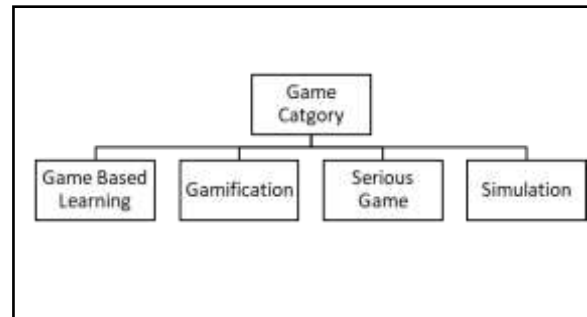 Game
Catgory
Game Based
Learning
Gamification
Serious
Game
Simulation